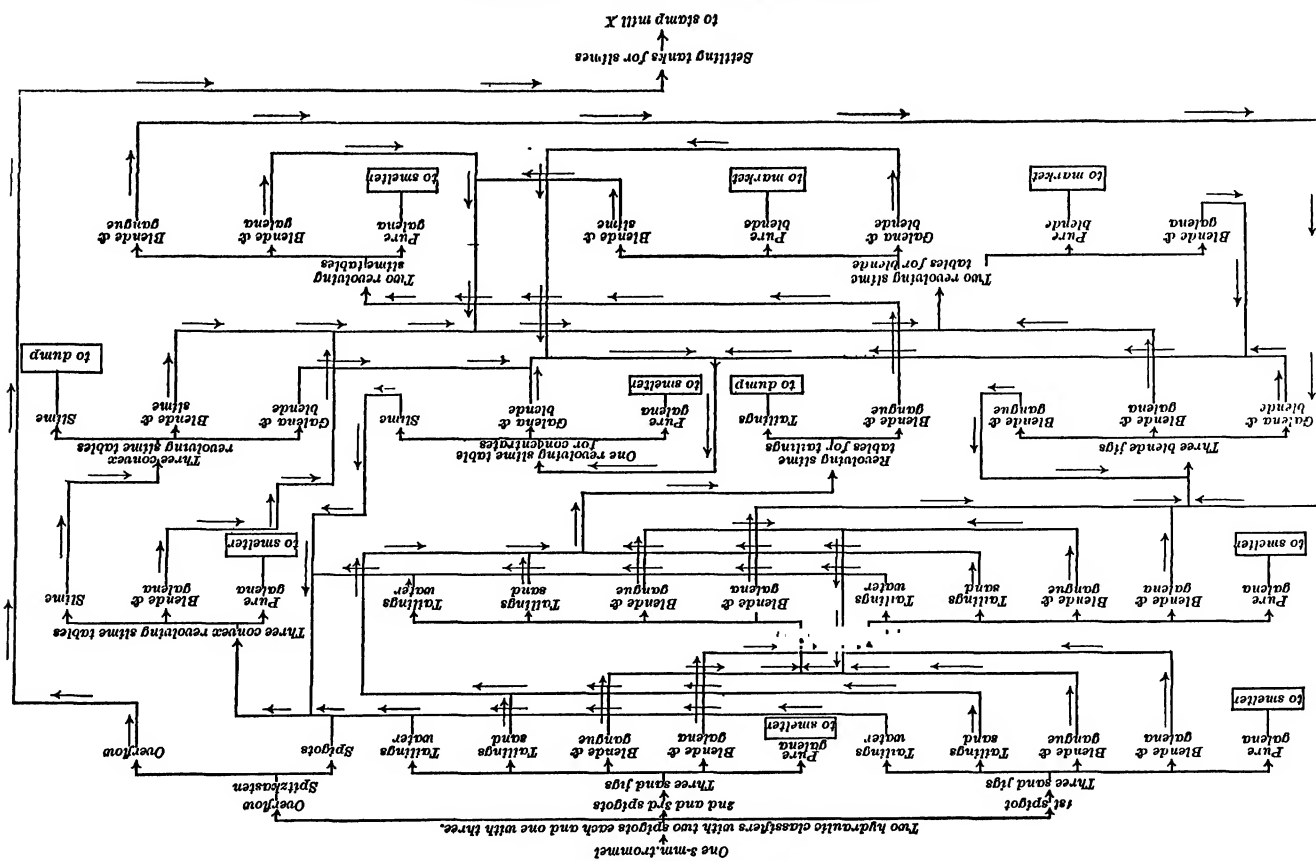 One 3-mm.trommel
Two hydraulic classifiers with two spigots each and one with three.
1st spigot
2nd and 3rd spigots
Overflow
Three sand jigs
Three sand jigs
Spitzkasten
Pure
galena
to smelter
Blende &
galena
Blende &
gangue
Tailings
sand
Tailings
water
Pure
galena
to smelter
Blende &
galena
Blende &
gangue
Tailings
sand
Tailings
water
Spigots
Overflow
Three convex revolving slime tables
Pure
galena
to smelter
Blende &
galena
Blende &
gangue
Tailings
sand
Tailings
water
Blende &
galena
Blende &
gangue
Tailings
sand
Tailings
water
Pure
galena
to smelter
Blende &
galena
Slime
Three blende jigs
Revolving slime
tables for tailings
One revolving slime table
for concentrates
Three convex
revolving slime tables
Galena &
blende
Blende &
galena
Blende &
gangue
Blende &
gangue
Tailings
to dump
Pure
galena
to smelter
Galena &
blende
Slime
Galena &
blende
Blende &
slime
Slime
to dump
Two revolving slime
tables for blende
Two revolving
slime tables
Blende &
galena
Pure
blende
to market
Galena &
blende
Pure
blende
to market
Blende &
slime
Pure
galena
to smelter
Blende &
galena
Blende &
gangue
Settling tanks for slimes
to stamp mill X